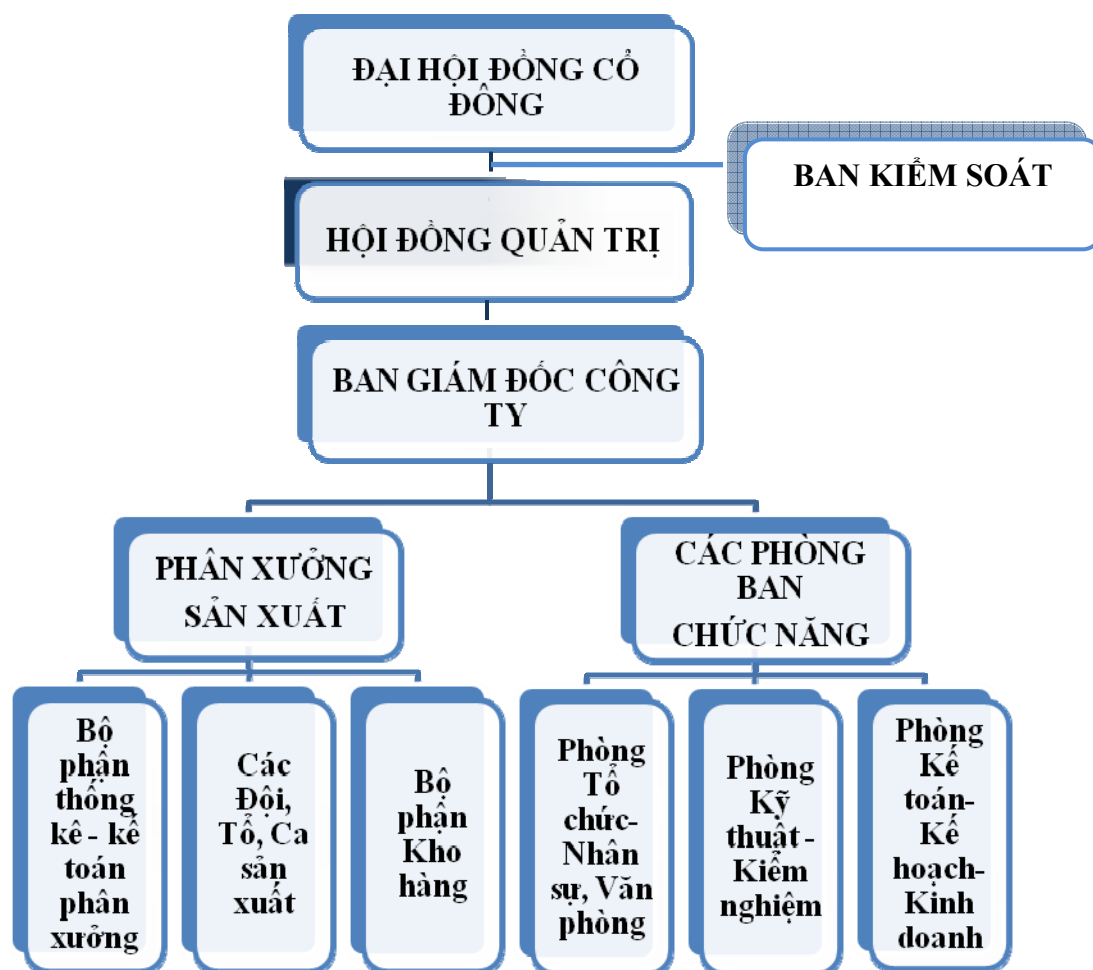 ĐẠI HỘI ĐỒNG CỔ
ĐÔNG
BAN KIỂM SOÁT
HỘI ĐỒNG QUẢN TRỊ
BAN GIÁM ĐỐC CÔNG
TY
PHÂN XƯỞNG
SẢN XUẤT
CÁC PHÒNG
BAN
CHỨC NĂNG
Bộ
phận
thống
kê - kế
toán
phân
xưởng
Các
Đội,
Tổ, Ca
sản
xuất
Bộ
phận
Kho
hàng
Phòng
Tổ
chức-
Nhân
sự, Văn
phòng
Phòng
Kỹ
thuật -
Kiểm
nghiệm
Phòng
Kế
toán-
Kế
hoạch-
Kinh
doanh